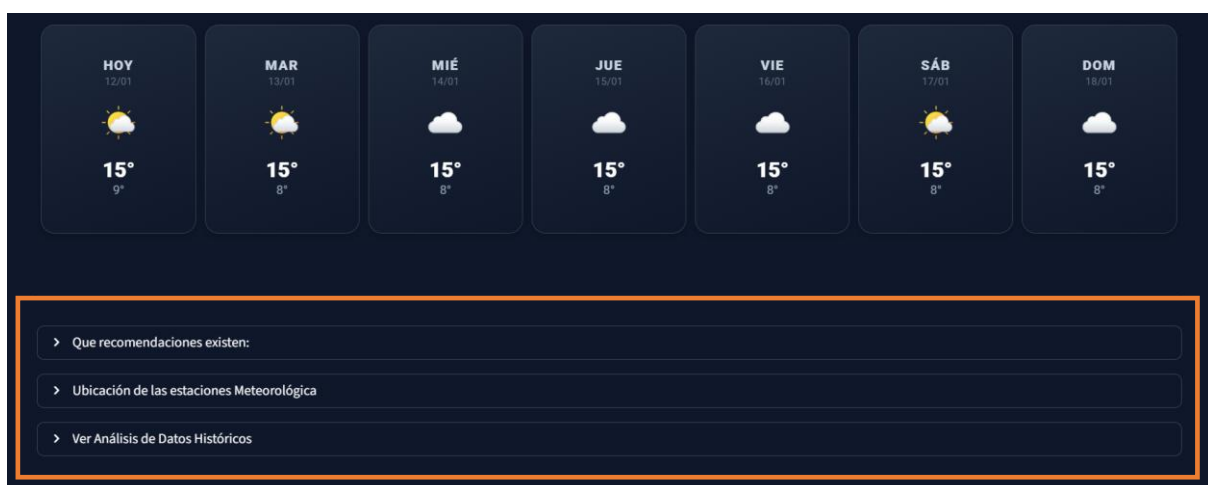 HOY MAR MIÉ JUE VIE SÁB DOM
12/01 13/01 14/01 15/01 16/01 17/01 18/01
15° 15° 15° 15° 15° 15° 15°
9° 8° 8° 8° 8° 8° 8°
Que recomendaciones existen:
Ubicación de las estaciones Meteorológica
Ver Análisis de Datos Históricos